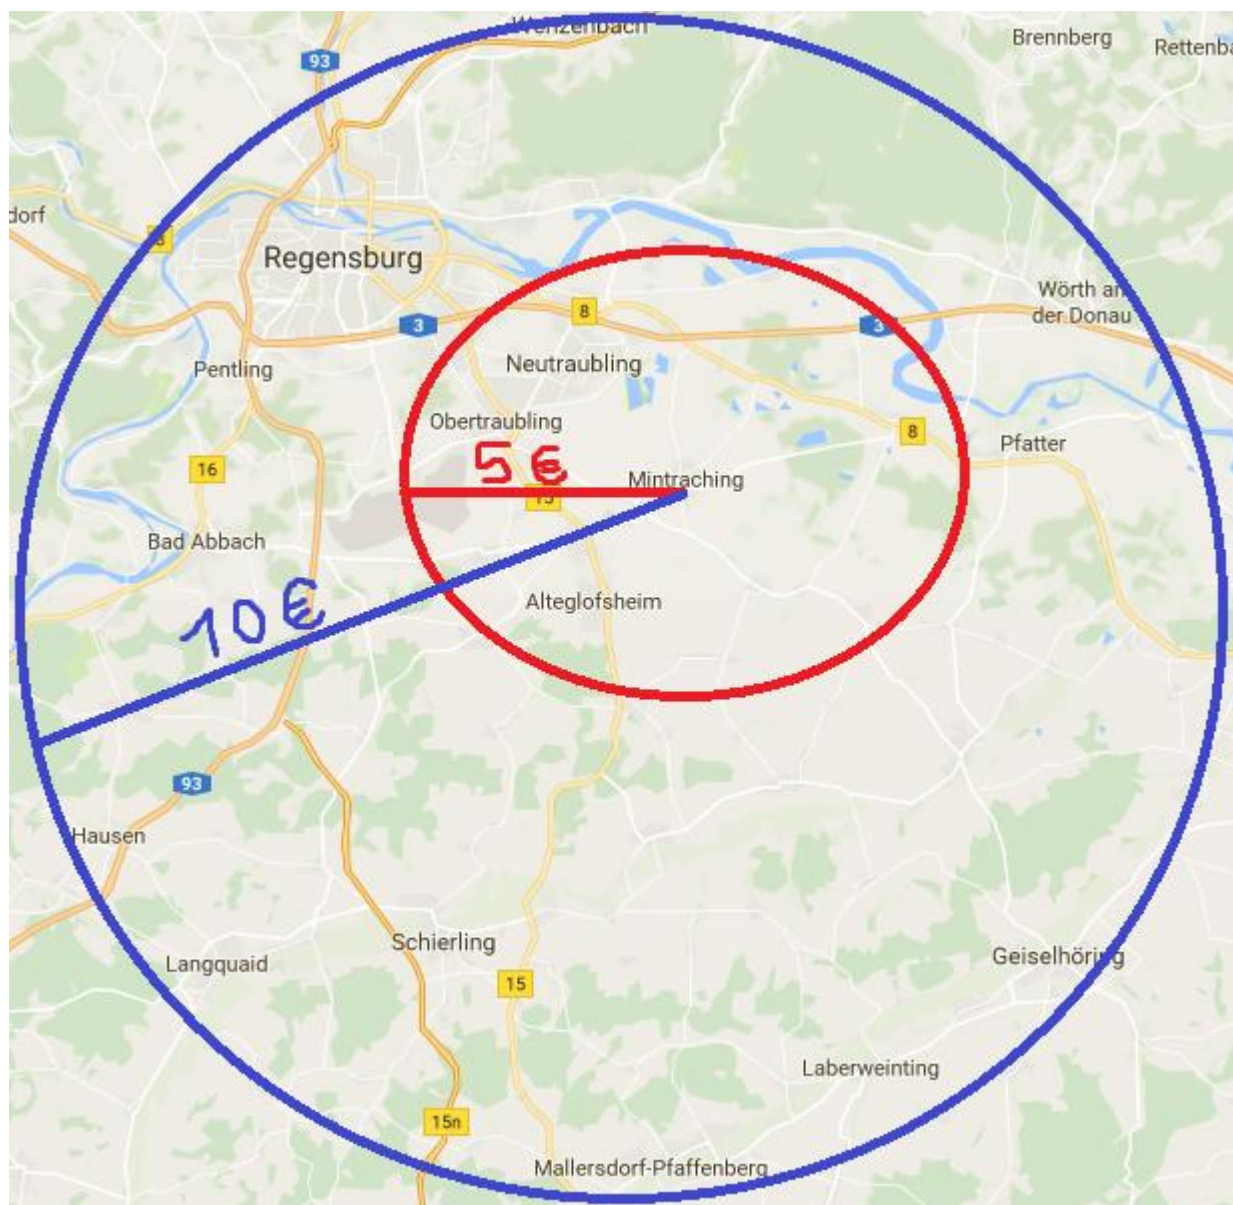 Wenzenbach
Brennberg
Rettenba
93
dorf
8
Regensburg
Wörth an
der Donau
8
3
3
Neutraubling
Pentling
Obertraubling
8
Pfatter
5 €
16
Mintraching
15
Bad Abbach
10 €
Alteglofsheim
93
Hausen
Schierling
Langquaid
Geiselhöring
15
Laberweinting
15n
Mallersdorf-Pfaffenberg